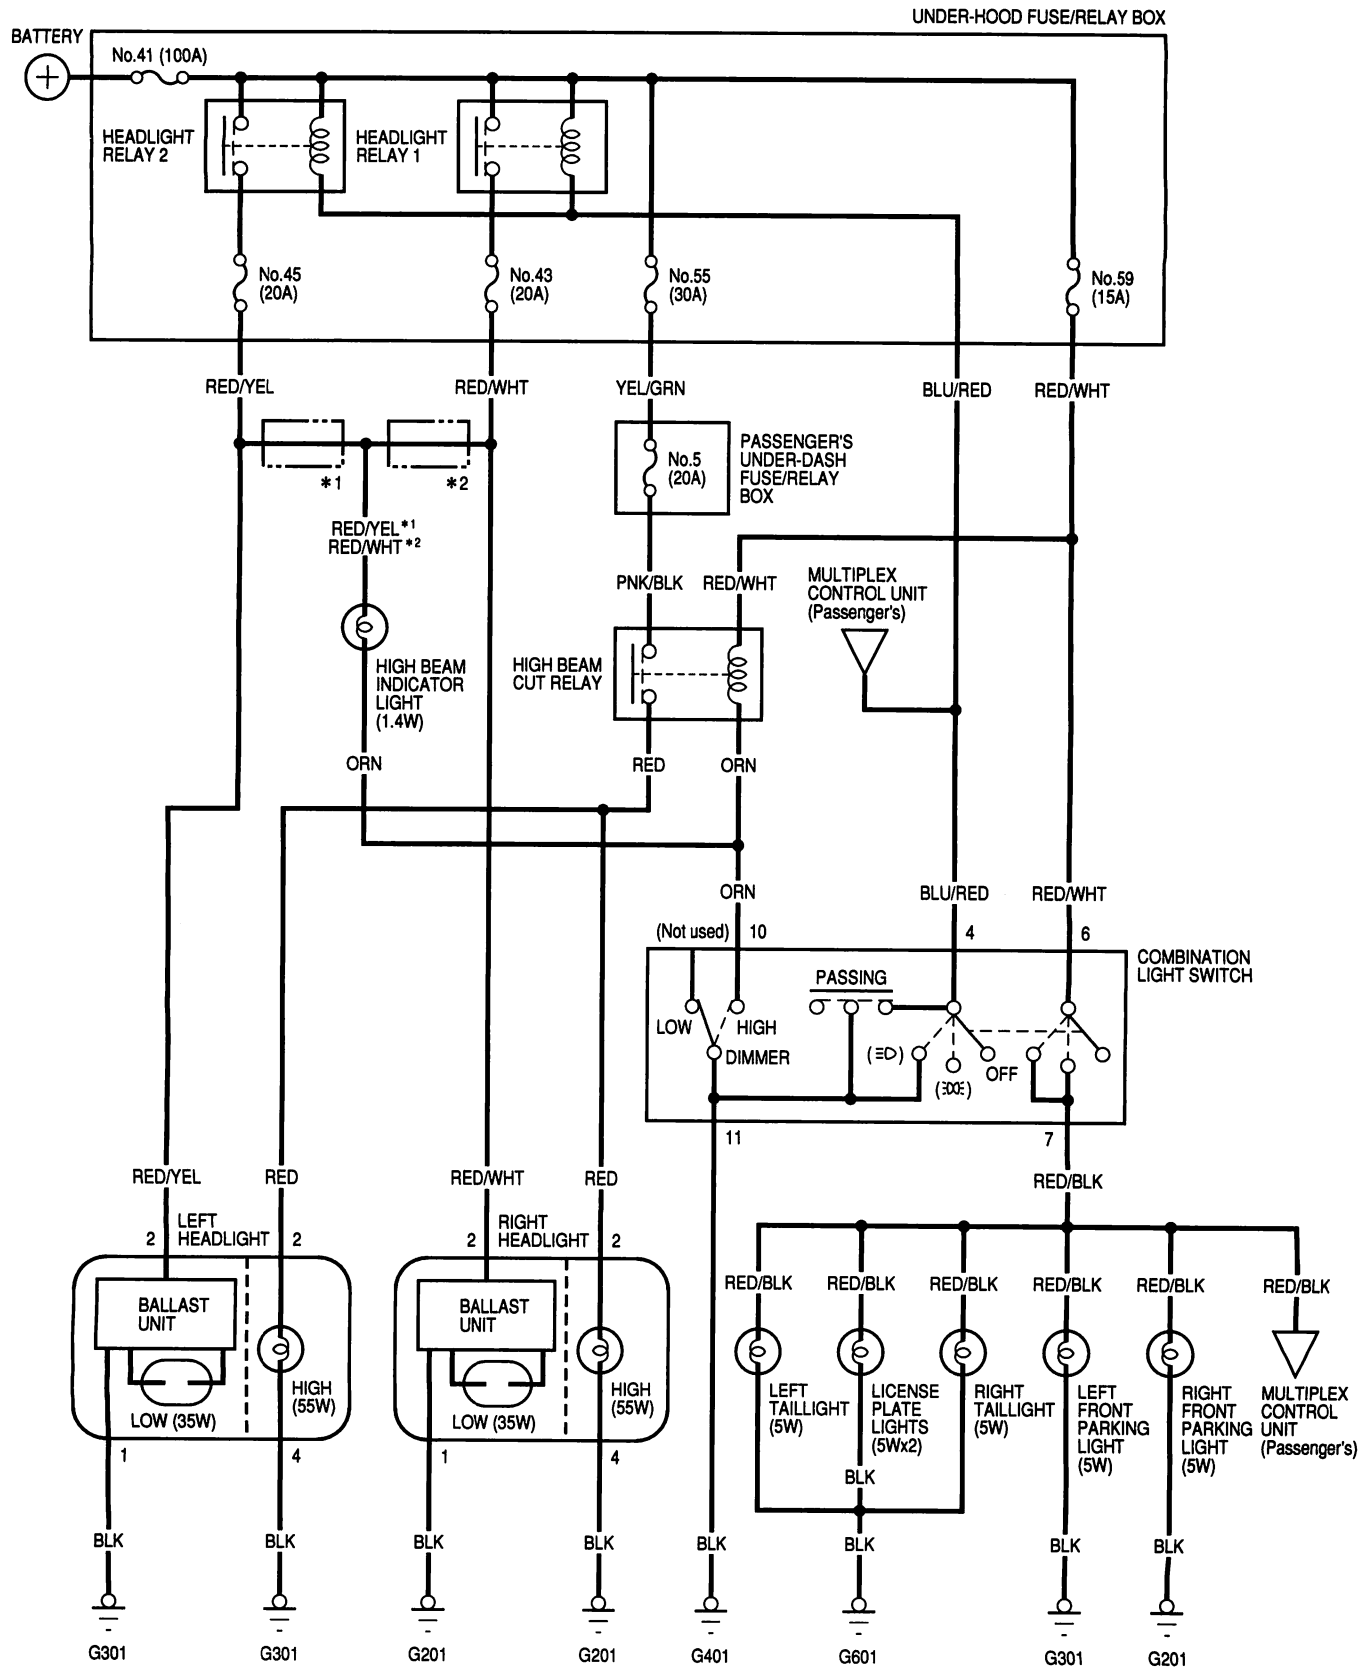 UNDER-HOOD FUSE/RELAY BOX
BATTERY
+
No.41 (100A)
HEADLIGHT
RELAY 2
HEADLIGHT
RELAY 1
No.45
(20A)
No.43
(20A)
No.55
(30A)
No.59
(15A)
RED/YEL
RED/WHT
YEL/GRN
BLU/RED
RED/WHT
*1
*2
No.5
(20A)
PASSENGER'S
UNDER-DASH
FUSE/RELAY
BOX
RED/YEL*1
RED/WHT*2
PNK/BLK
RED/WHT
MULTIPLEX
CONTROL UNIT
(Passenger's)
HIGH BEAM
INDICATOR
LIGHT
(1.4W)
HIGH BEAM
CUT RELAY
ORN
RED
ORN
ORN
BLU/RED
RED/WHT
(Not used)
10
4
6
COMBINATION
LIGHT SWITCH
PASSING
LOW
HIGH
DIMMER
OFF
11
7
RED/YEL
RED
RED/WHT
RED
RED/BLK
LEFT
HEADLIGHT
2
2
RIGHT
HEADLIGHT
2
2
RED/BLK
RED/BLK
RED/BLK
RED/BLK
RED/BLK
RED/BLK
BALLAST
UNIT
BALLAST
UNIT
HIGH
(55W)
HIGH
(55W)
LOW (35W)
LOW (35W)
LEFT
TAILLIGHT
(5W)
LICENSE
PLATE
LIGHTS
(5Wx2)
RIGHT
TAILLIGHT
(5W)
LEFT
FRONT
PARKING
LIGHT
(5W)
RIGHT
FRONT
PARKING
LIGHT
(5W)
MULTIPLEX
CONTROL
UNIT
(Passenger's)
1
4
1
4
BLK
BLK
BLK
BLK
BLK
BLK
BLK
BLK
BLK
G301
G301
G201
G201
G401
G601
G301
G201